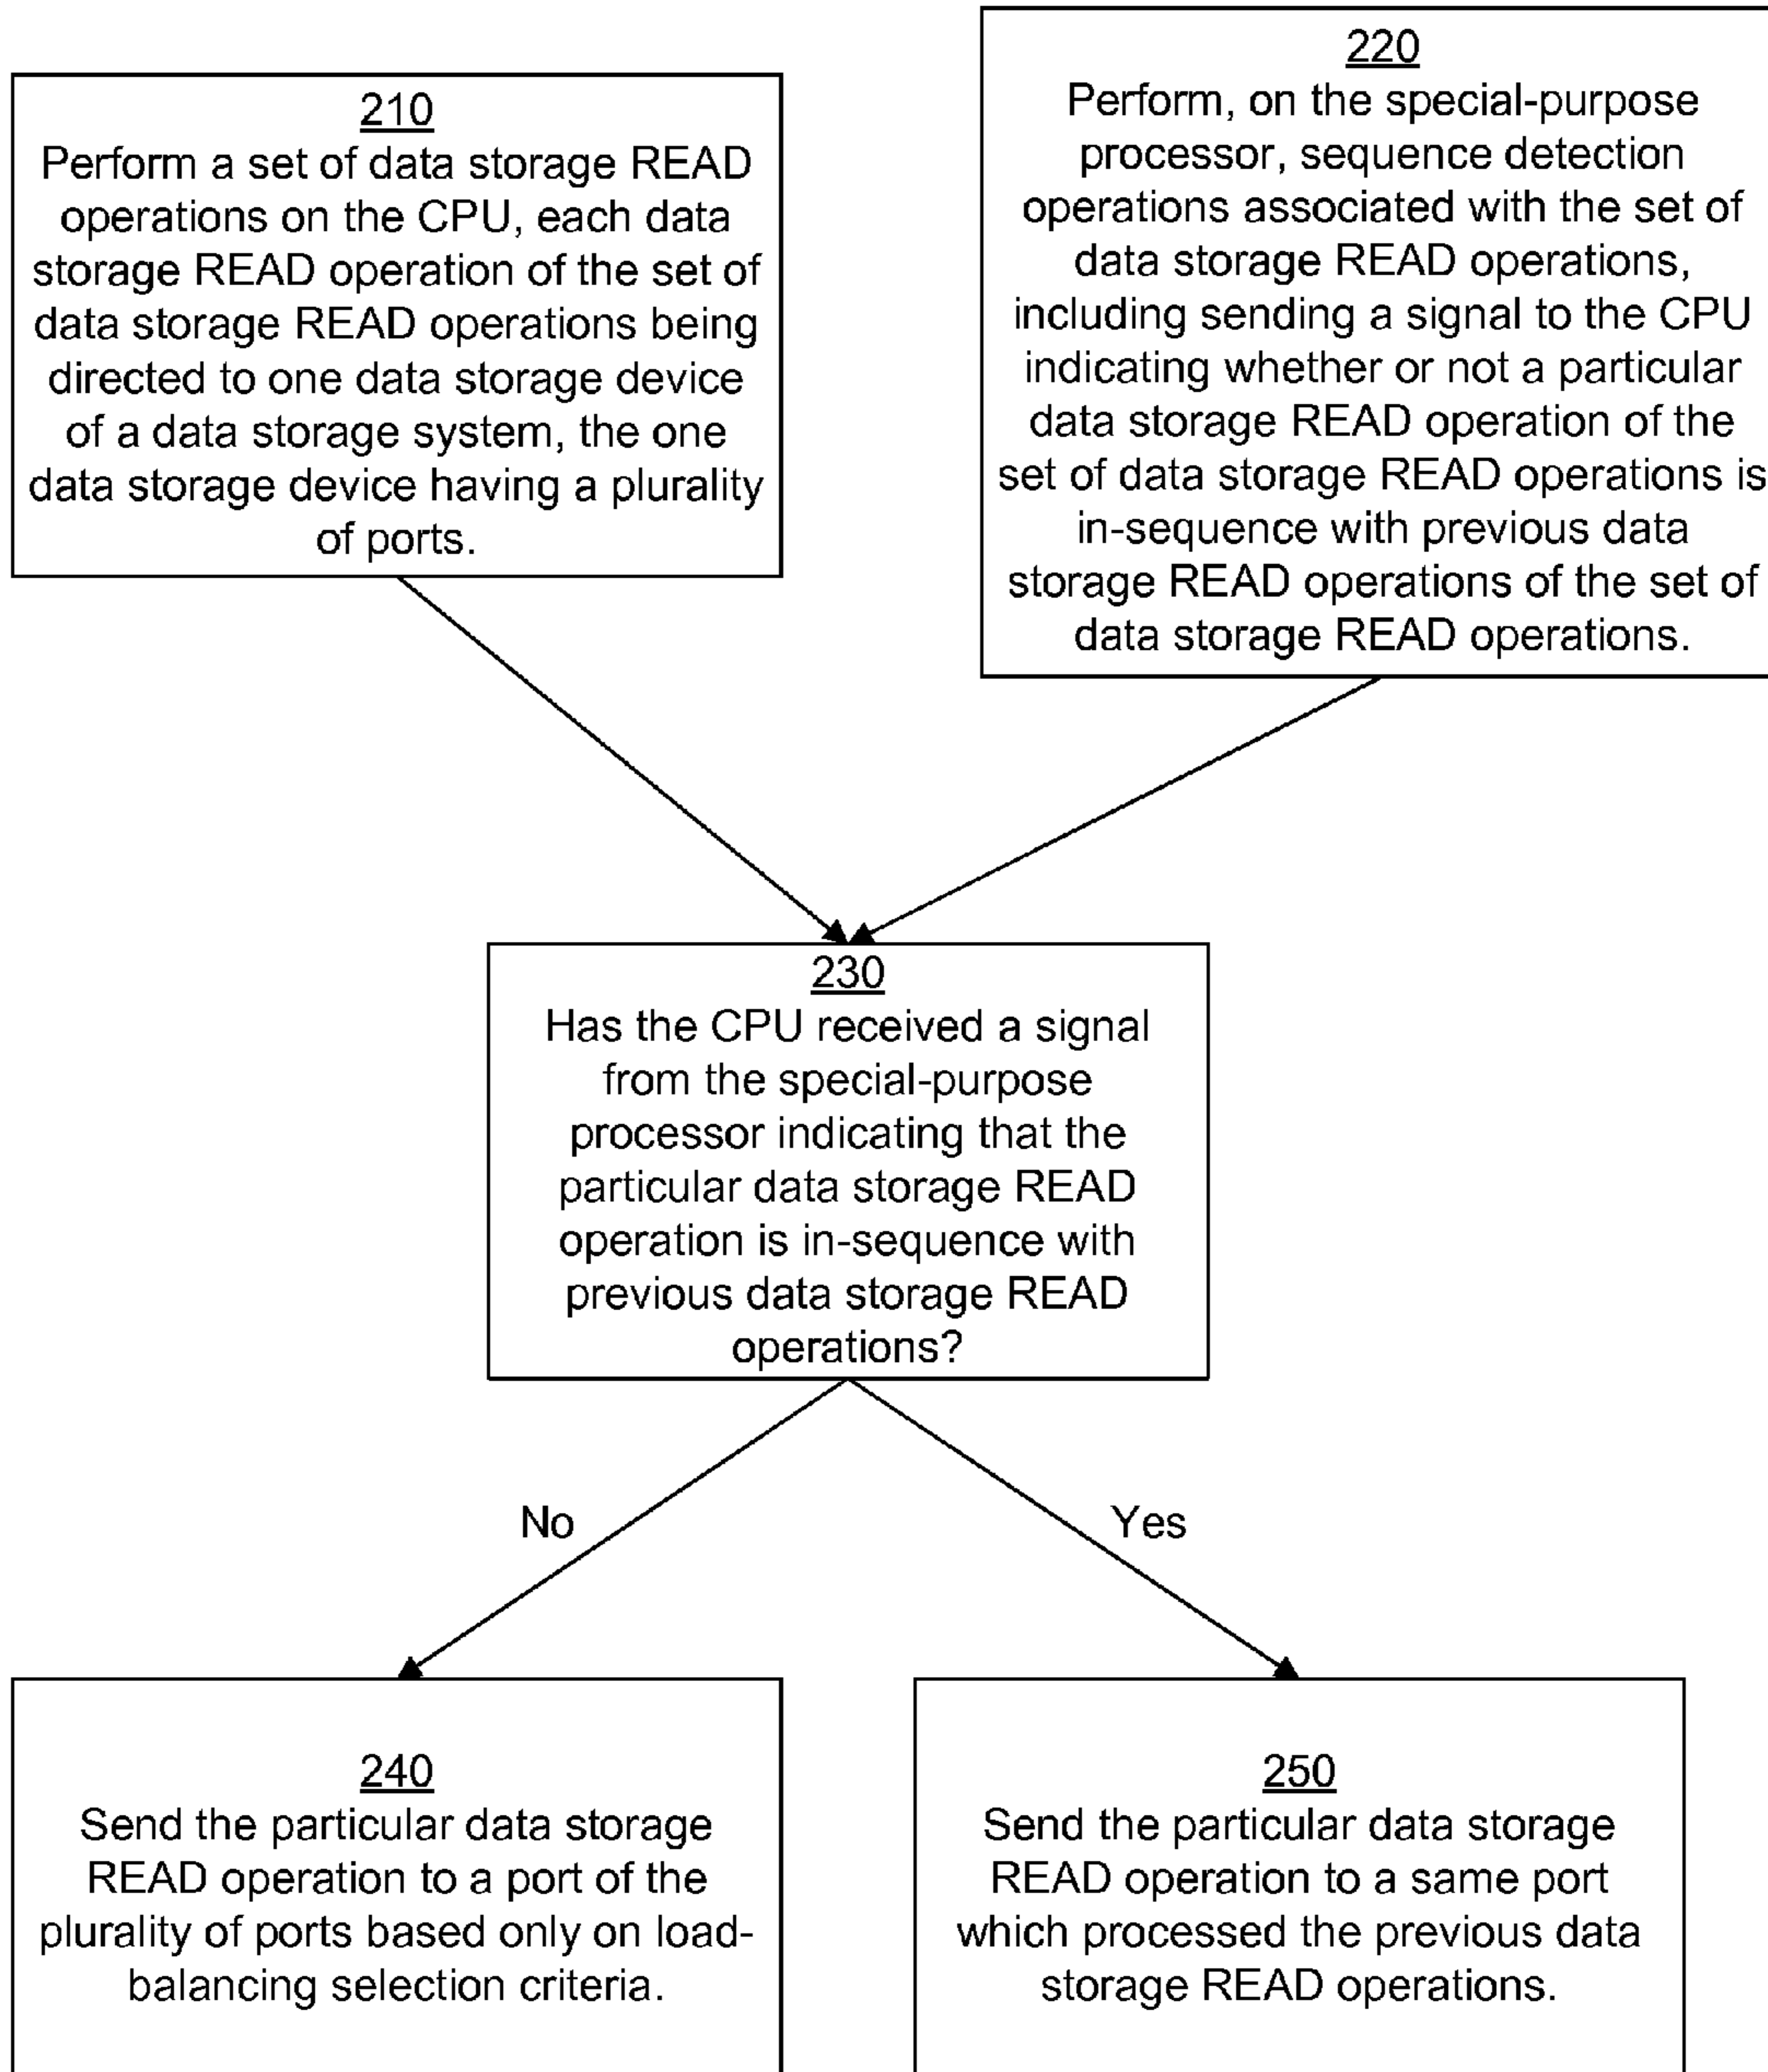 210
Perform a set of data storage READ
operations on the CPU, each data
storage READ operation of the set of
data storage READ operations being
directed to one data storage device
of a data storage system, the one
data storage device having a plurality
of ports.
220
Perform, on the special-purpose
processor, sequence detection
operations associated with the set of
data storage READ operations,
including sending a signal to the CPU
indicating whether or not a particular
data storage READ operation of the
set of data storage READ operations is
in-sequence with previous data
storage READ operations of the set of
data storage READ operations.
230
Has the CPU received a signal
from the special-purpose
processor indicating that the
particular data storage READ
operation is in-sequence with
previous data storage READ
operations?
No
Yes
240
Send the particular data storage
READ operation to a port of the
plurality of ports based only on load-
balancing selection criteria.
250
Send the particular data storage
READ operation to a same port
which processed the previous data
storage READ operations.